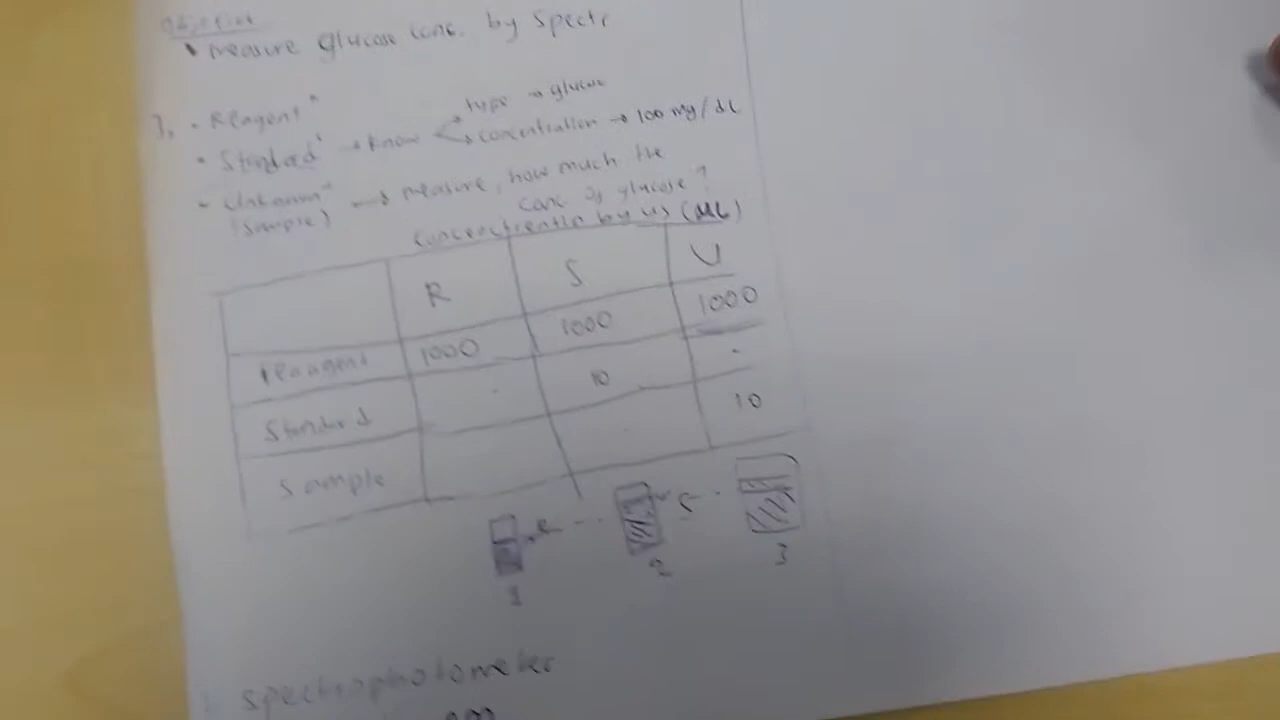 Objective
• measure glucose conc. by Spectr
1. - Reagent"
type → glucose
• Standard → know
concentration → 100 mg/dL
- Unknown" → measure, how much the
(Sample) conc of glucose?
by us (ML)
R S U
reaagent 1000 1000 1000
Standard - 10 -
Sample 10
1 2 3
Spectrophotometer